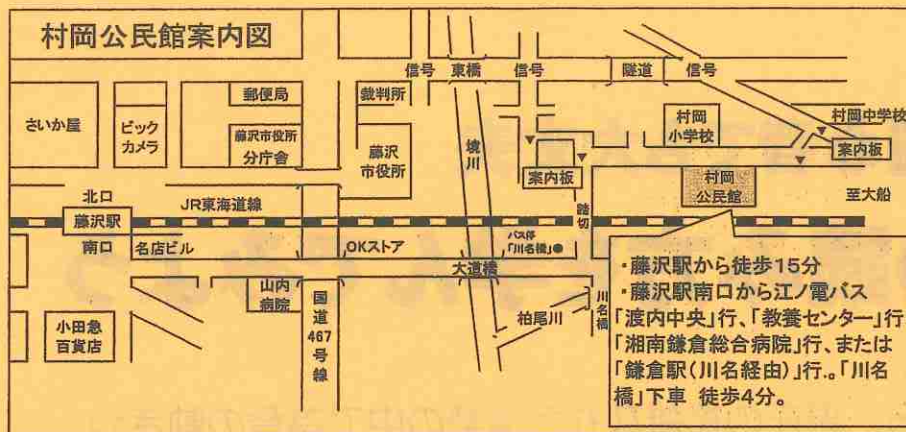 村岡公民館案内図
信号
東橋
信号
隧道
信号
さいか屋
ビック
カメラ
郵便局
藤沢市役所
分庁舎
裁判所
藤沢
市役所
境川
村岡
小学校
村岡中学校
案内板
案内板
村岡
公民館
至大船
北口
JR東海道線
藤沢駅
踏切
南口
名店ビル
OKストア
バス停
「川名橋」●
大道橋
山内
病院
国道467号線
小田急
百貨店
柏尾川
川名橋
・藤沢駅から徒歩15分
・藤沢駅南口から江ノ電バス
「渡内中央」行、「教養センター」行
「湘南鎌倉総合病院」行、または
「鎌倉駅(川名経由)」行.。「川名
橋」下車 徒歩4分。